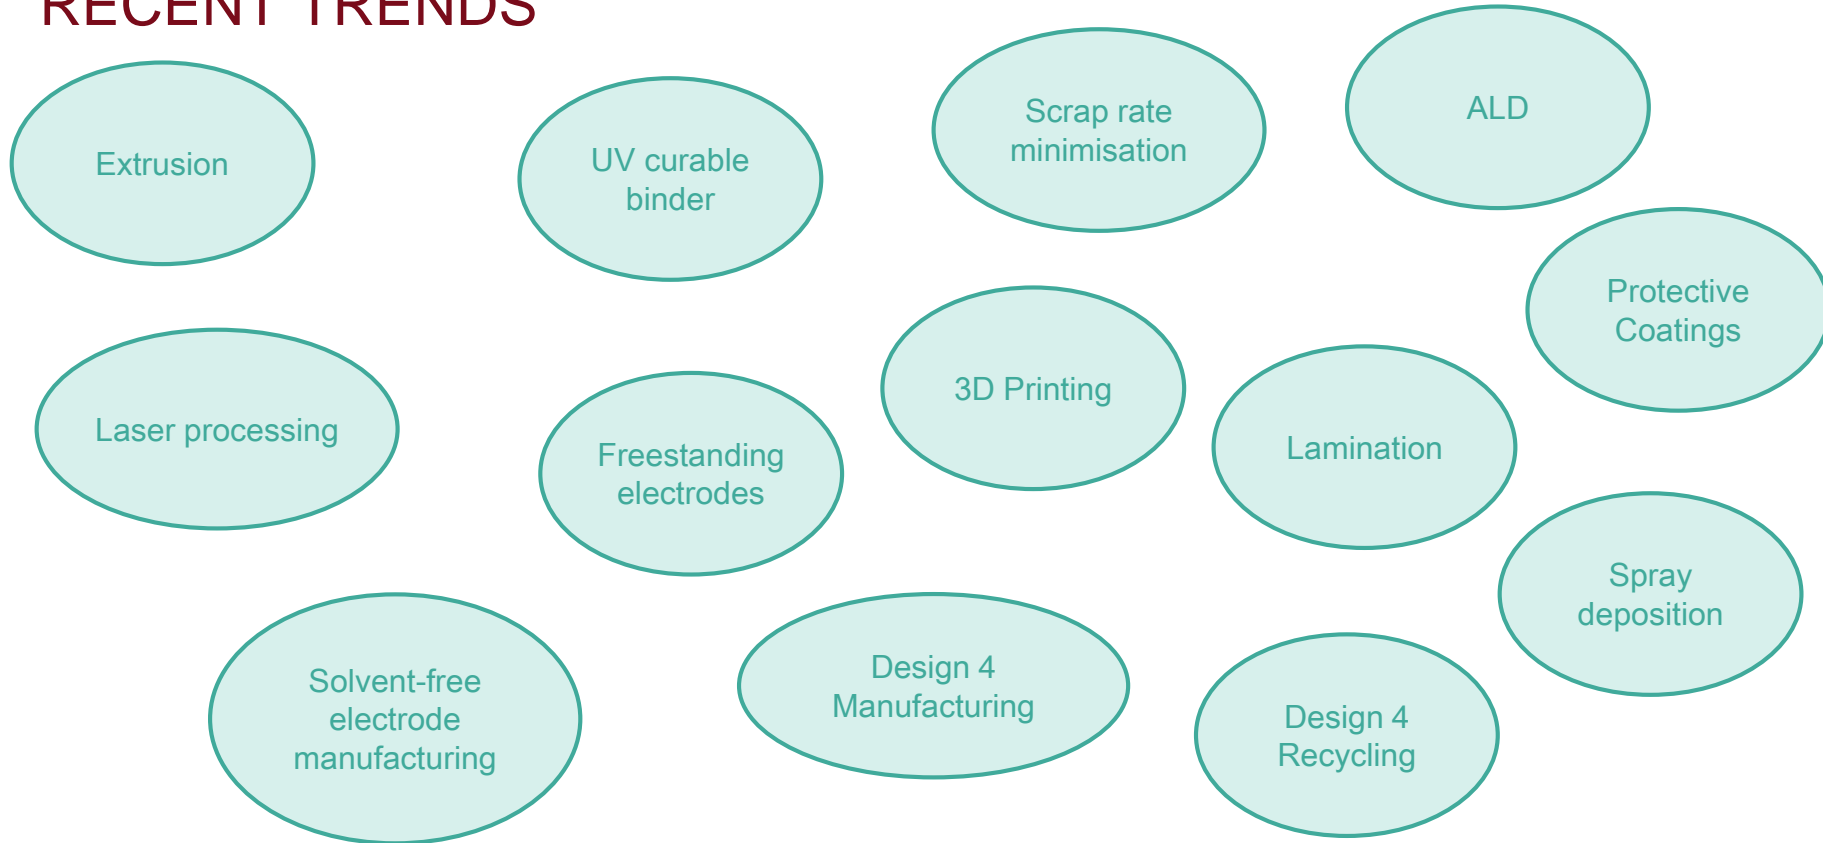 RECENT TRENDS
Extrusion
UV curable
binder
Scrap rate
minimisation
ALD
Protective
Coatings
Laser processing
Freestanding
electrodes
3D Printing
Lamination
Spray
deposition
Solvent-free
electrode
manufacturing
Design 4
Manufacturing
Design 4
Recycling